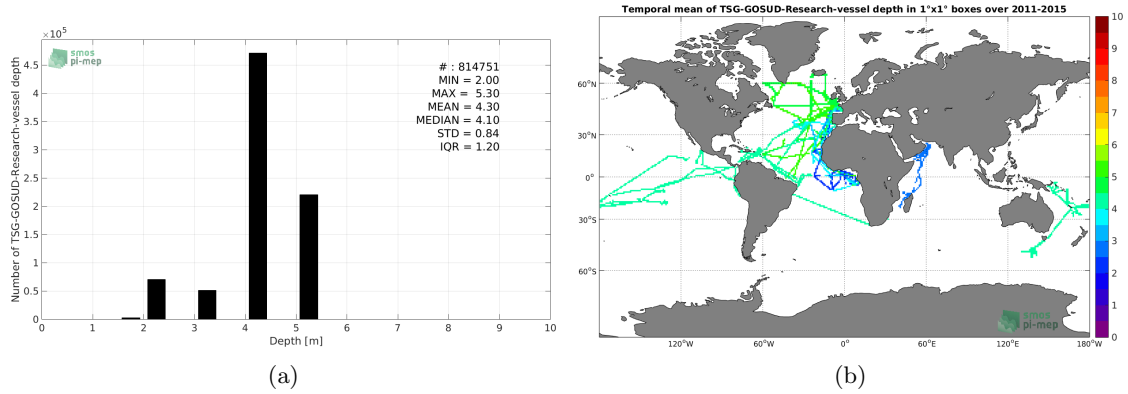 ×10⁵
smos
pi-mep
# : 814751
MIN = 2.00
MAX = 5.30
MEAN = 4.30
MEDIAN = 4.10
STD = 0.84
IQR = 1.20
Number of TSG-GOSUD-Research-vessel depth
4.5
4
3.5
3
2.5
2
1.5
1
0.5
0
0 1 2 3 4 5 6 7 8 9 10
Depth [m]
(a)
Temporal mean of TSG-GOSUD-Research-vessel depth in 1°x1° boxes over 2011-2015
60°N
30°N
0°
30°S
60°S
120°W 60°W 0° 60°E 120°E 180°W
smos
pi-mep
10
9
8
7
6
5
4
3
2
1
0
(b)